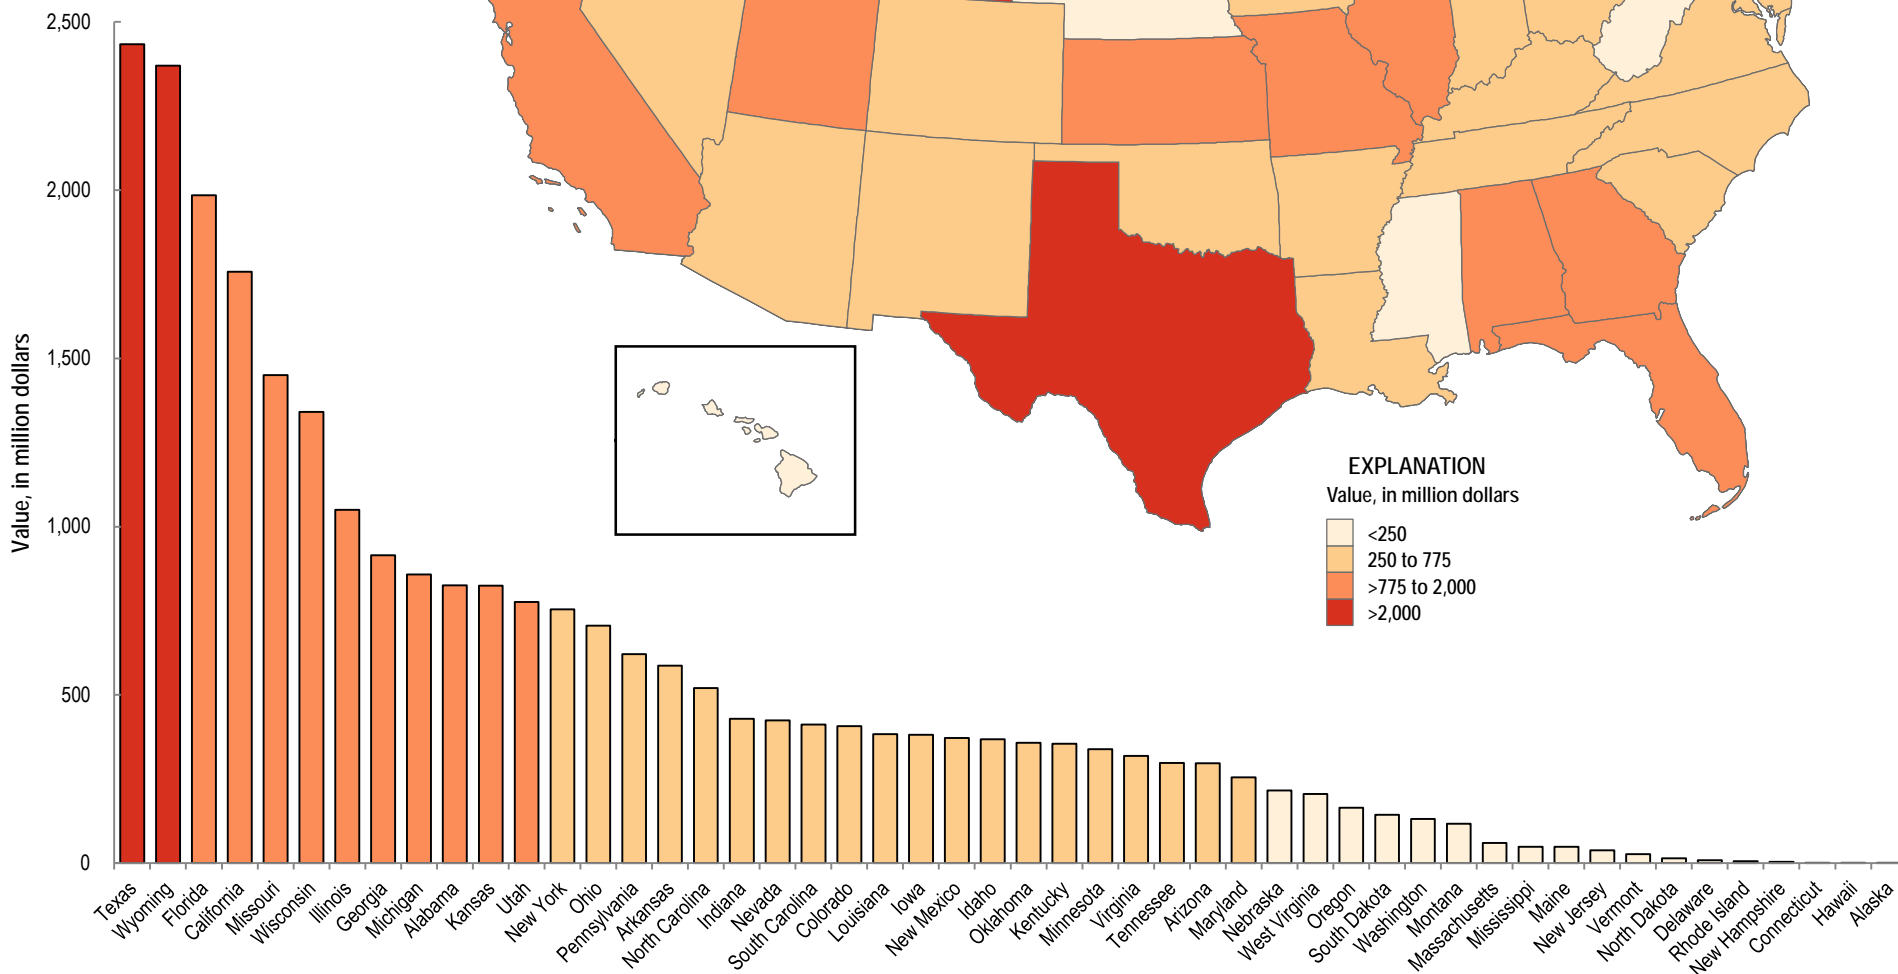 2,500
2,000
1,500
1,000
500
0
Value, in million dollars
EXPLANATION
Value, in million dollars
<250
250 to 775
>775 to 2,000
>2,000
Texas
Wyoming
Florida
California
Missouri
Wisconsin
Illinois
Georgia
Michigan
Alabama
Kansas
Utah
New York
Ohio
Pennsylvania
Arkansas
North Carolina
Indiana
Nevada
South Carolina
Colorado
Louisiana
Iowa
New Mexico
Idaho
Oklahoma
Kentucky
Minnesota
Virginia
Tennessee
Arizona
Maryland
Nebraska
West Virginia
Oregon
South Dakota
Washington
Montana
Massachusetts
Mississippi
Maine
New Jersey
Vermont
North Dakota
Delaware
Rhode Island
New Hampshire
Connecticut
Hawaii
Alaska